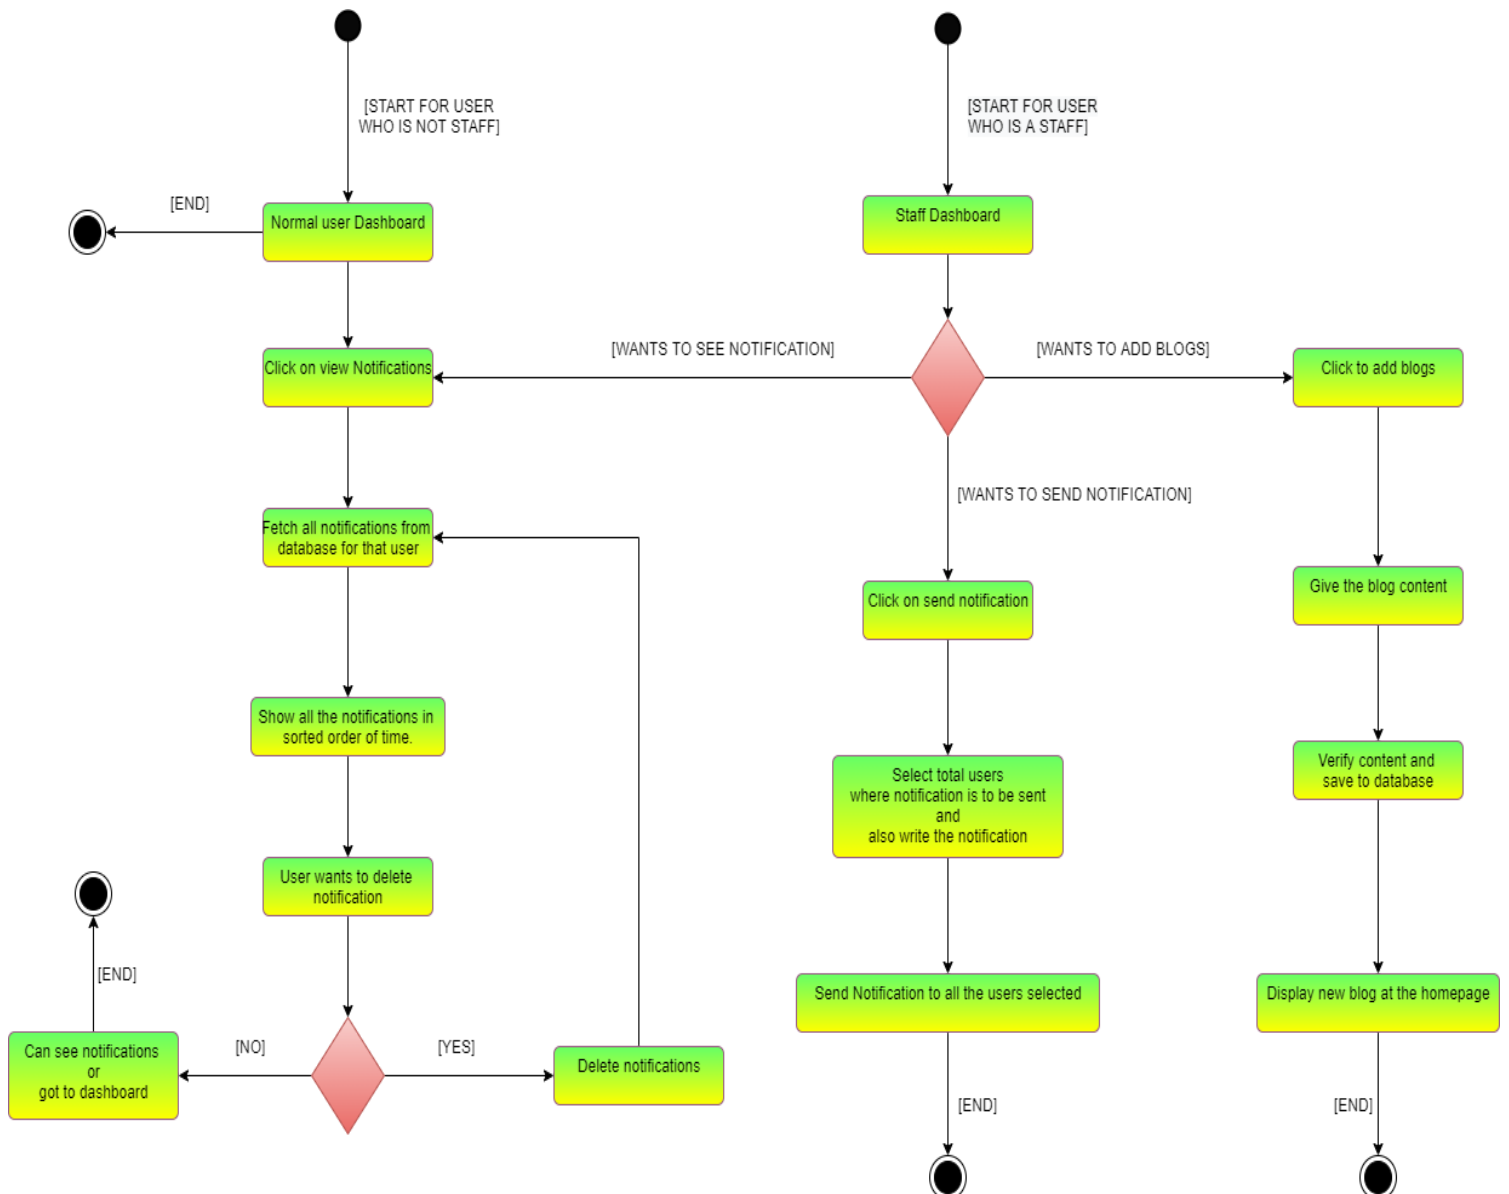 [START FOR USER
WHO IS NOT STAFF]
[START FOR USER
WHO IS A STAFF]
[END]
Normal user Dashboard
Staff Dashboard
[WANTS TO SEE NOTIFICATION]
[WANTS TO ADD BLOGS]
Click on view Notifications
Click to add blogs
[WANTS TO SEND NOTIFICATION]
Fetch all notifications from
database for that user
Click on send notification
Give the blog content
Show all the notifications in
sorted order of time.
Select total users
where notification is to be sent
and
also write the notification
Verify content and
save to database
User wants to delete
notification
[END]
Send Notification to all the users selected
Display new blog at the homepage
Can see notifications
or
got to dashboard
[NO]
[YES]
Delete notifications
[END]
[END]